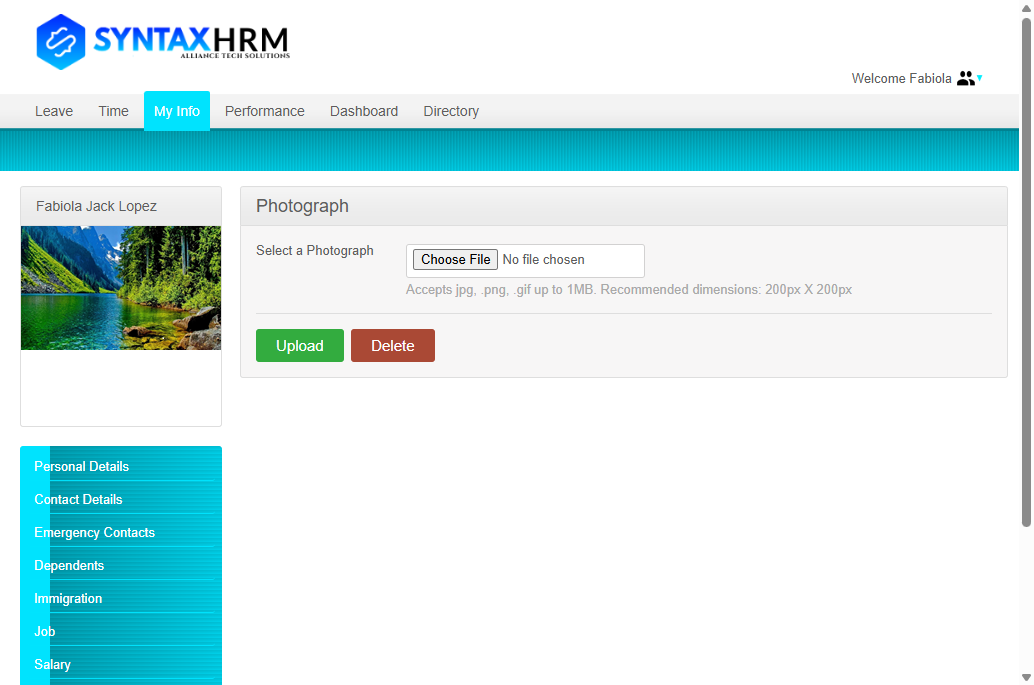 SYNTAXHRM
ALLIANCE TECH SOLUTIONS
Welcome Fabiola
Leave Time My Info Performance Dashboard Directory
Fabiola Jack Lopez
Photograph
Select a Photograph
Choose File No file chosen
Accepts jpg, .png, .gif up to 1MB. Recommended dimensions: 200px X 200px
Upload Delete
Personal Details
Contact Details
Emergency Contacts
Dependents
Immigration
Job
Salary